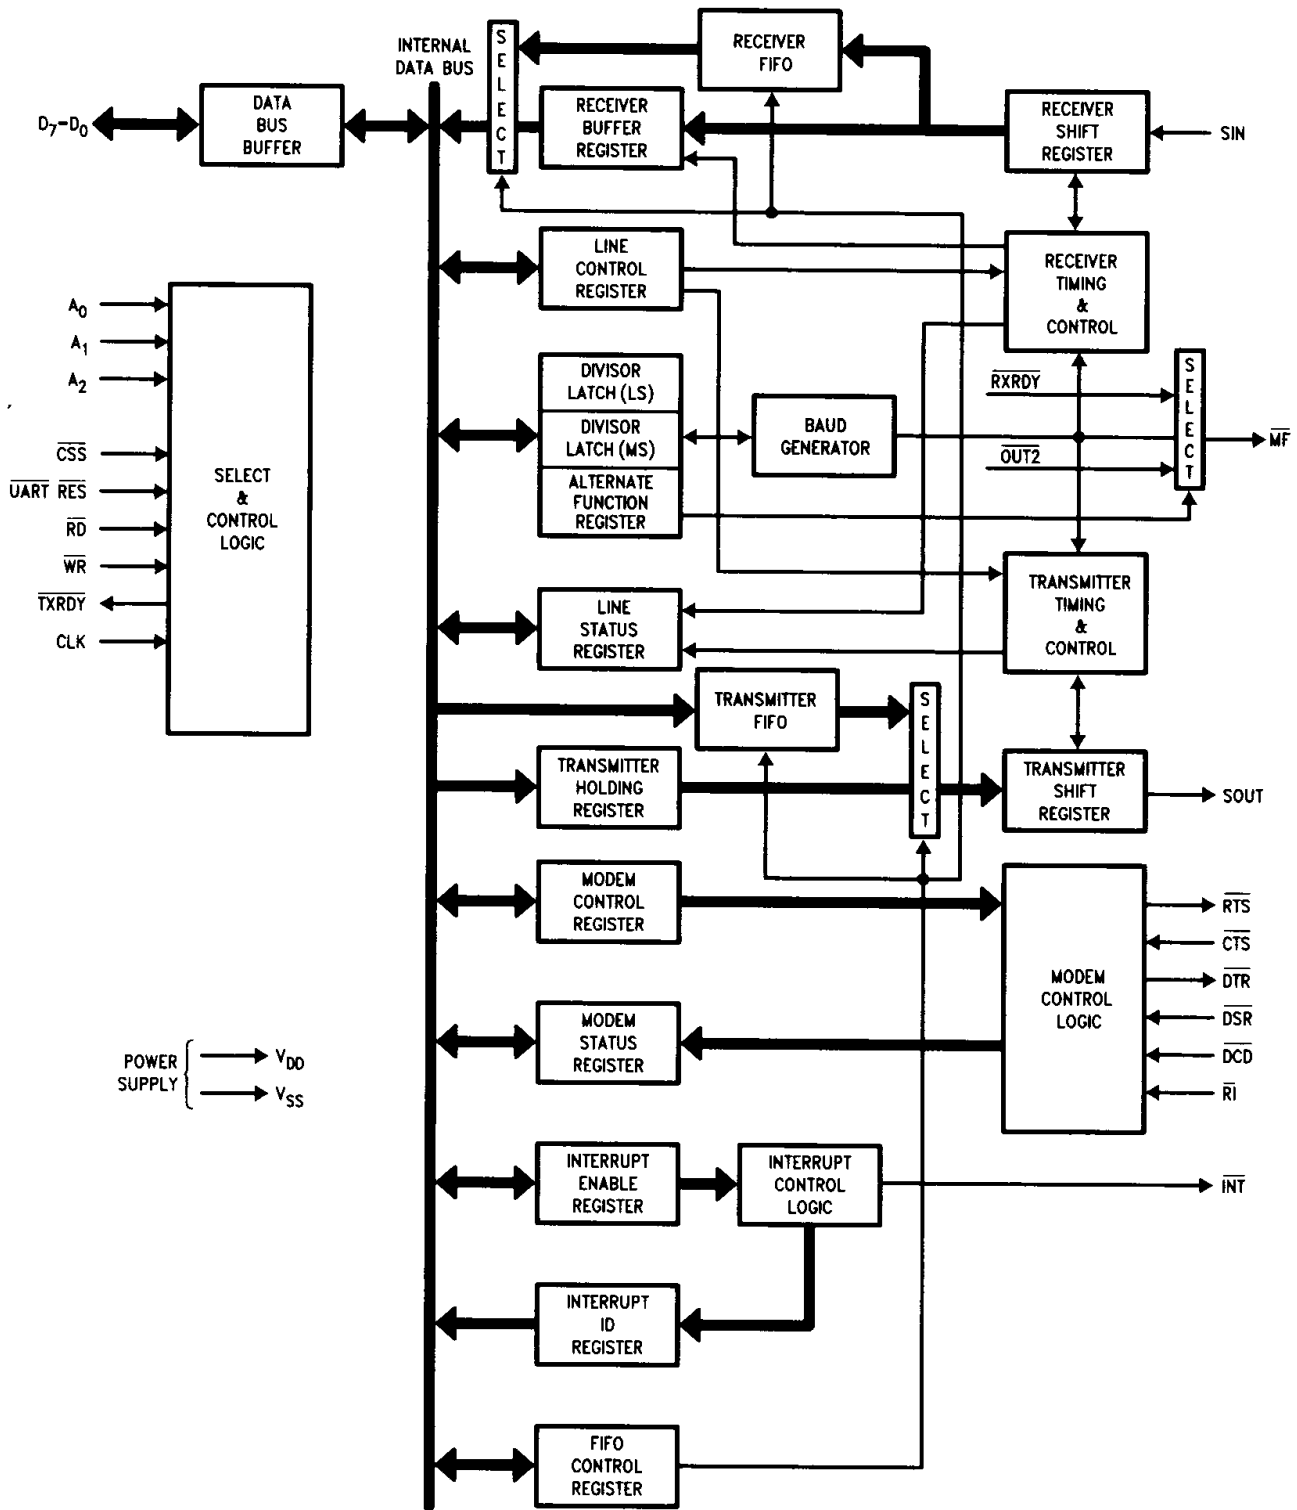 INTERNAL
DATA BUS
SELECT
RECEIVER
FIFO
D7-D0
DATA
BUS
BUFFER
RECEIVER
BUFFER
REGISTER
RECEIVER
SHIFT
REGISTER
SIN
LINE
CONTROL
REGISTER
RECEIVER
TIMING
&
CONTROL
A0
A1
A2
CSS
UART RES
RD
WR
TXRDY
CLK
SELECT
&
CONTROL
LOGIC
DIVISOR
LATCH (LS)
DIVISOR
LATCH (MS)
ALTERNATE
FUNCTION
REGISTER
BAUD
GENERATOR
RXRDY
OUT2
SELECT
MF
LINE
STATUS
REGISTER
TRANSMITTER
TIMING
&
CONTROL
TRANSMITTER
FIFO
SELECT
TRANSMITTER
HOLDING
REGISTER
TRANSMITTER
SHIFT
REGISTER
SOUT
MODEM
CONTROL
REGISTER
MODEM
CONTROL
LOGIC
RTS
CTS
DTR
DSR
DCD
RI
MODEM
STATUS
REGISTER
POWER
SUPPLY
VDD
VSS
INTERRUPT
ENABLE
REGISTER
INTERRUPT
CONTROL
LOGIC
INT
INTERRUPT
ID
REGISTER
FIFO
CONTROL
REGISTER